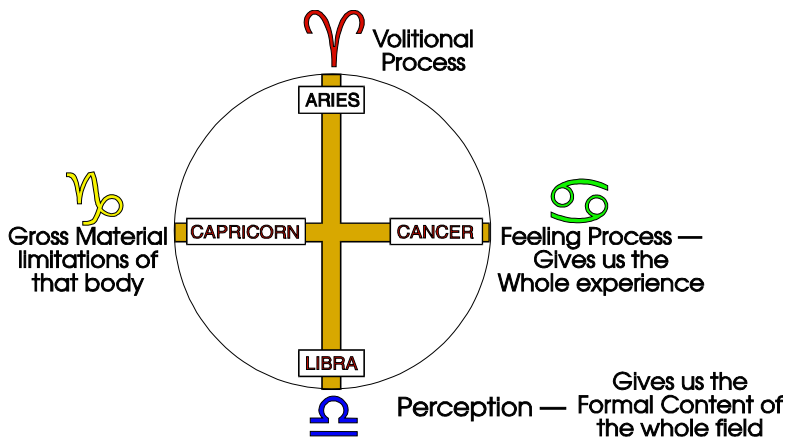 Volitional
Process
ARIES
CAPRICORN
CANCER
Gross Material
limitations of
that body
Feeling Process —
Gives us the
Whole experience
LIBRA
Perception —
Gives us the
Formal Content of
the whole field